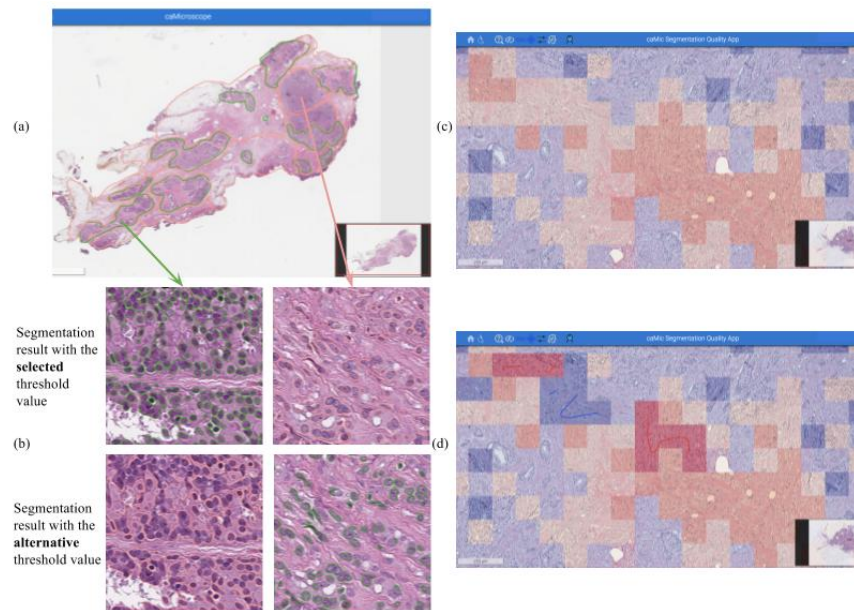 caMicroscope
(a)
Segmentation
result with the
selected
threshold
value
(b)
Segmentation
result with the
alternative
threshold value
(c)
caMic Segmentation Quality App
(d)
caMic Segmentation Quality App